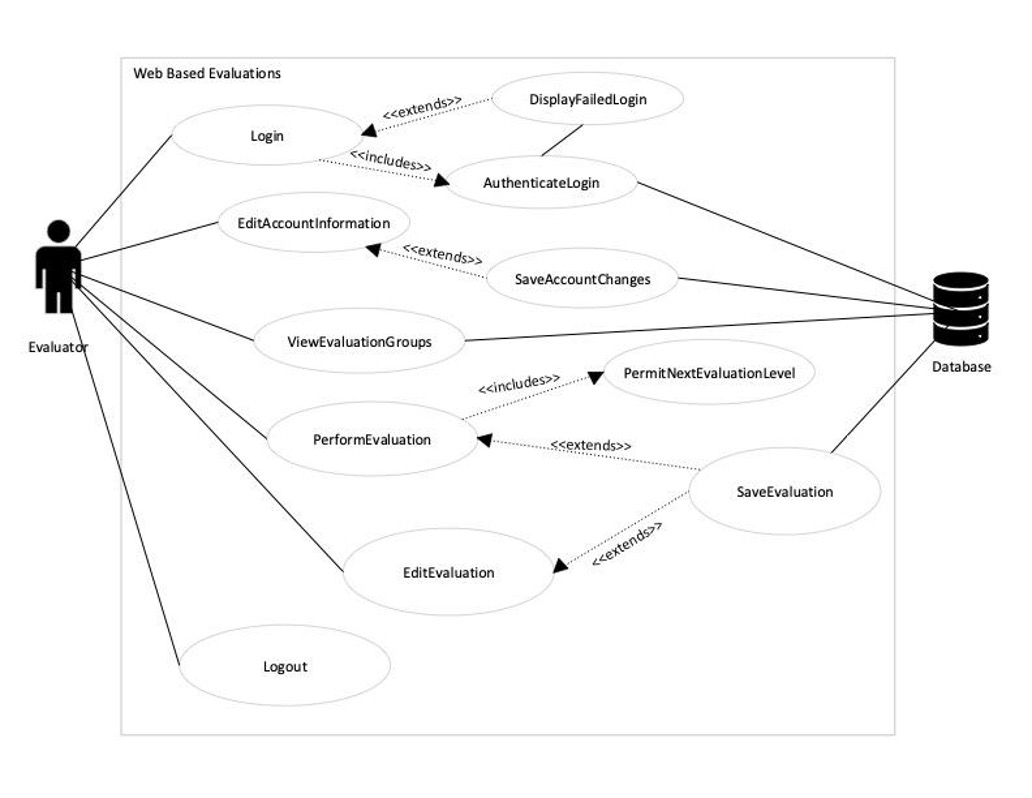 Web Based Evaluations
DisplayFailedLogin
<<extends>>
Login
<<includes>>
AuthenticateLogin
EditAccountInformation
<<extends>>
SaveAccountChanges
Evaluator
ViewEvaluationGroups
Database
PermitNextEvaluationLevel
<<includes>>
PerformEvaluation
<<extends>>
SaveEvaluation
<<extends>>
EditEvaluation
Logout